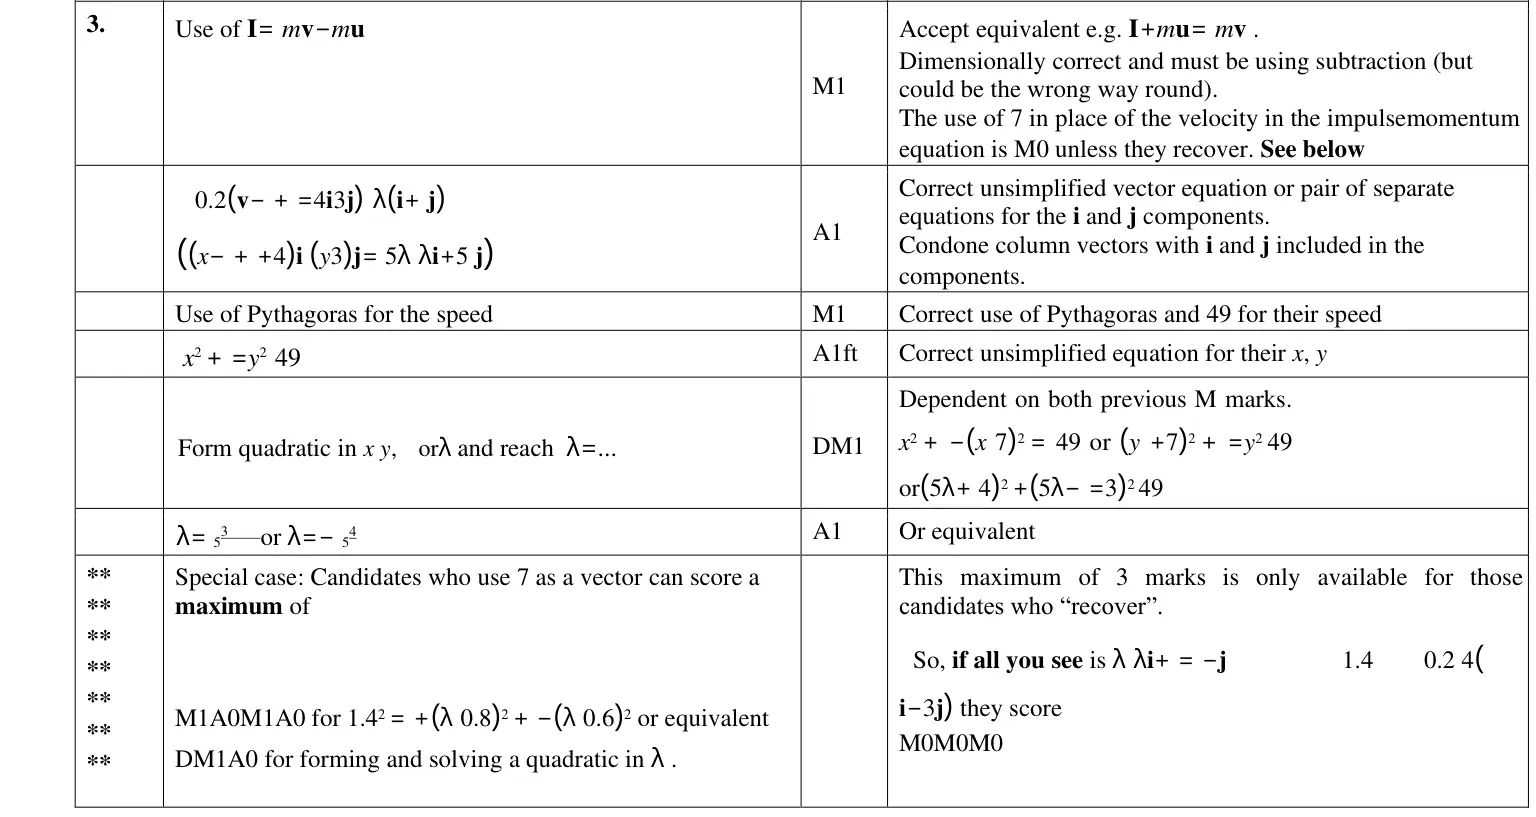 3.
Use of I= mv−mu
M1
Accept equivalent e.g. I+mu= mv .
Dimensionally correct and must be using subtraction (but
could be the wrong way round).
The use of 7 in place of the velocity in the impulsemomentum
equation is M0 unless they recover. See below
0.2(v− + =4i3j) λ(i+ j)
((x− + +4)i (y3)j= 5λ λi+5 j)
A1
Correct unsimplified vector equation or pair of separate
equations for the i and j components.
Condone column vectors with i and j included in the
components.
Use of Pythagoras for the speed
M1
Correct use of Pythagoras and 49 for their speed
x² + =y² 49
A1ft
Correct unsimplified equation for their x, y
Form quadratic in x y, orλ and reach λ=...
DM1
Dependent on both previous M marks.
x² + −(x 7)² = 49 or (y +7)² + =y² 49
or(5λ+ 4)² +(5λ− =3)² 49
λ= ₅³ or λ=− ₅⁴
A1
Or equivalent
**
**
**
**
**
**
**
Special case: Candidates who use 7 as a vector can score a
maximum of
M1A0M1A0 for 1.4² = +(λ 0.8)² + −(λ 0.6)² or equivalent
DM1A0 for forming and solving a quadratic in λ .
This maximum of 3 marks is only available for those
candidates who “recover”.
So, if all you see is λ λi+ = −j 1.4 0.2 4(
i−3j) they score
M0M0M0